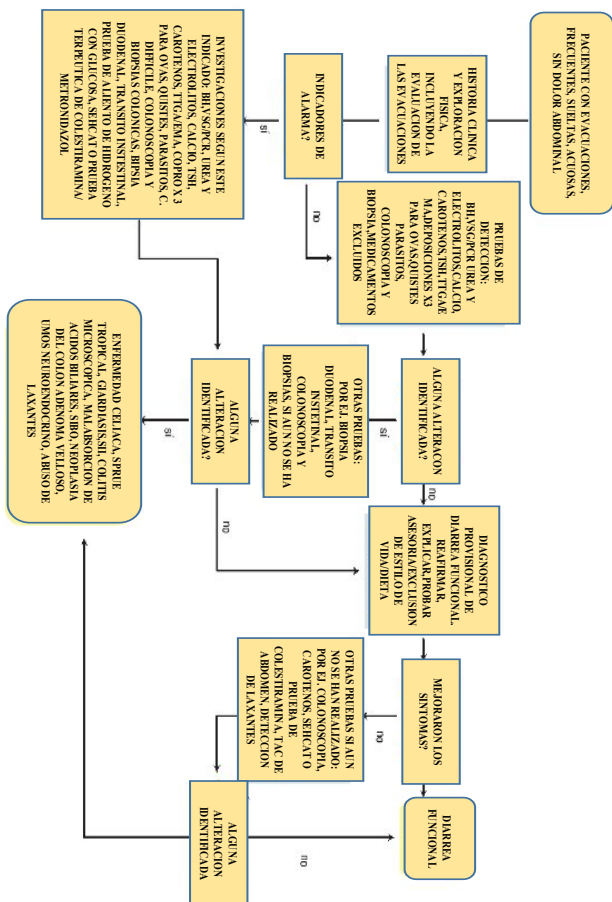 PACIENTE CON EVACUACIONES,
FRECUENTES, SUELTAS, ACUOSAS,
SIN DOLOR ABDOMINAL
HISTORIA CLINICA
Y EXPLORACION
FISICA,
INCLUYENDO LA
EVALUACION DE
LAS EVACUACIONES
INDICADORES DE
ALARMA?
sí
no
INVESTIGACIONES SEGUN ESTE
INDICADO: BH, VSG/PCR, UREA Y
ELECTROLITOS, CALCIO, TSH,
CAROTENOS, TTGA/EMA, COPRO X 3
PARA OVAS, QUISTES, PARASITOS, C.
DIFFICILE, COLONOSCOPIA Y
BIOPSIAS COLONICAS, BIPSIA
DUODENAL, TRANSITO INSTESTINAL,
PRUEBA DE ALIENTO DE HIDROGENO
CON GLUCOSA, SEHCAT O PRUEBA
TERPEUTICA DE COLESTIRAMINA/
METRONIDAZOL
PRUEBAS DE
DETECCION:
BH,VSG/PCR UREA Y
ELECTROLITOS,CALCIO,
CAROTENOS,TSH,TTGA/E
MA,DEPOSICIONES X3
PARA OVAS,QUISTES
PARASITOS,
COLONOSCOPIA Y
BIOPSIA,MEDICAMENTOS
EXCLUIDOS
ALGUNA ALTERACON
IDENTIFICADA?
sí
no
OTRAS PRUEBAS:
POR EJ. BIOPSIA
DUODENAL, TRANSITO
INSTETINAL,
COLONOSCOPIA Y
BIOPSIAS, SI AUN NO SE HA
REALIZADO
ALGUNA
ALTERACION
IDENTIFICADA?
sí
no
ENFERMEDAD CELIACA, SPRUE
TROPICAL, GIARDIASIS,SII, COLITIS
MICROSCOPICA, MALABSORCION DE
ACIDOS BILIARES, SIBO,NEOPLASIA
DEL COLON ADENOMA VELLOSO,
UMOS NEUROENDOCRINO, ABUSO DE
LAXANTES
DIAGNOSTICO
PROVISIONAL DE
DIARREA FUNCIONAL.
REAFIRMAR,
EXPLICAR,PROBAR
ASESORIA/EXCLUSION
DE ESTILO DE
VIDA/DIETA
MEJORARON LOS
SINTOMAS?
no
OTRAS PRUEBAS SI AUN
NO SE HAN REALIZADO:
POR EJ. COLONOSCOPIA,
CAROTENOS, SEHCAT O
PRUEBA DE
COLESTIRAMINA, TAC DE
ABDOMEN, DETECCION
DE LAXANTES
ALGUNA
ALTERACION
IDENTIFICADA
no
DIARREA
FUNCIONAL